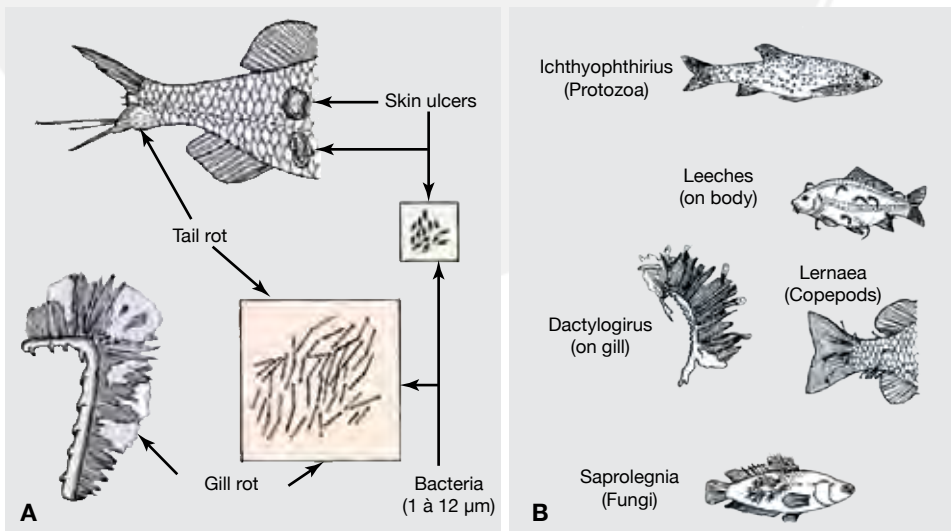 Skin ulcers
Tail rot
Gill rot
Bacteria
(1 à 12 µm)
A
Ichthyophthirius
(Protozoa)
Leeches
(on body)
Lernaea
(Copepods)
Dactylogirus
(on gill)
Saprolegnia
(Fungi)
B